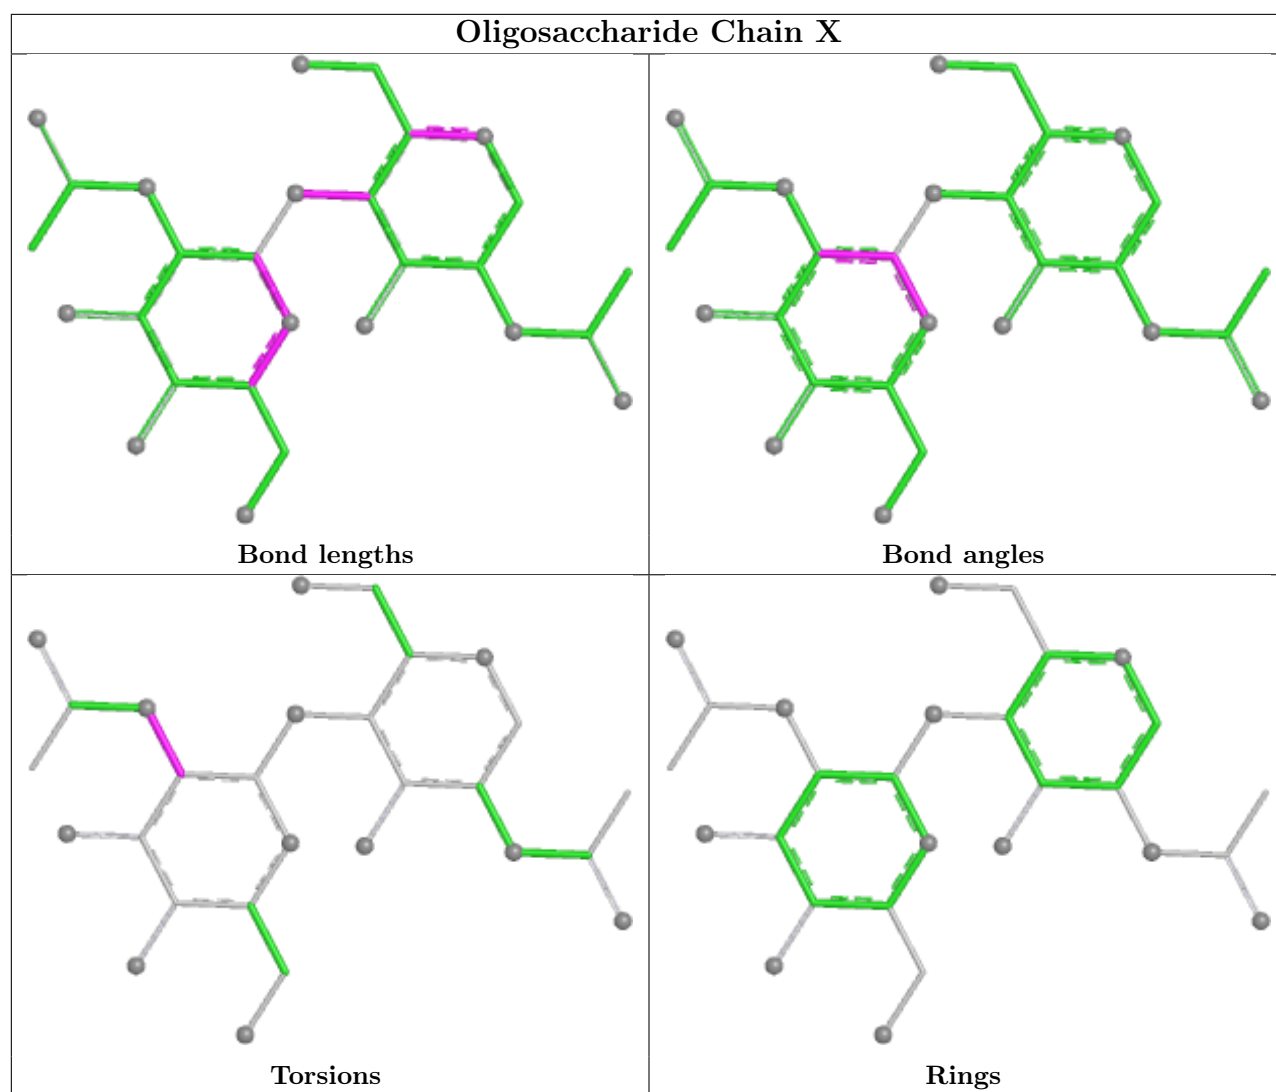 Oligosaccharide Chain X
Bond lengths
Bond angles
Torsions
Rings